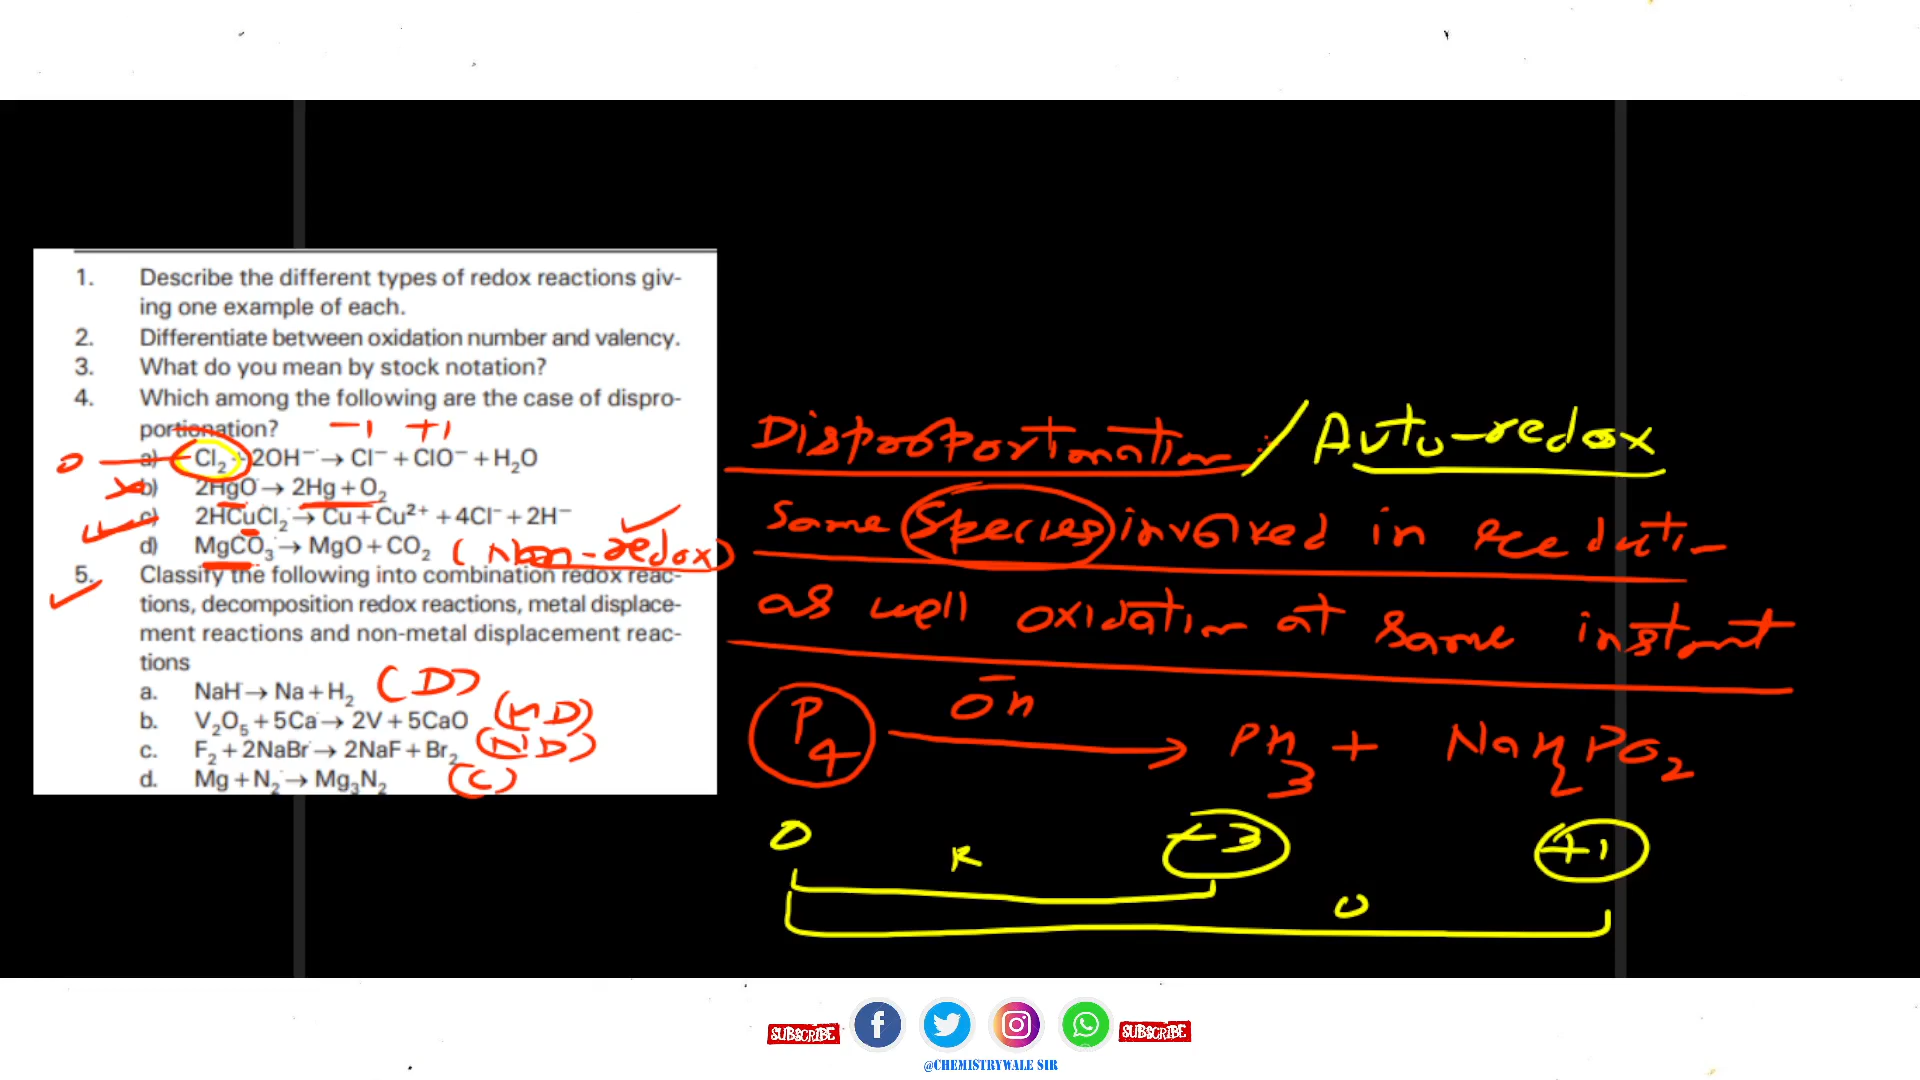 1. Describe the different types of redox reactions giv-
ing one example of each.
2. Differentiate between oxidation number and valency.
3. What do you mean by stock notation?
4. Which among the following are the case of dispro-
portionation?
−1 +1
0
a) Cl₂ + 2OH⁻ → Cl⁻ + ClO⁻ + H₂O
b) 2HgO → 2Hg + O₂
c) 2HCuCl₂ → Cu + Cu²⁺ + 4Cl⁻ + 2H⁻
d) MgCO₃ → MgO + CO₂ (Non-redox)
5. Classify the following into combination redox reac-
tions, decomposition redox reactions, metal displace-
ment reactions and non-metal displacement reac-
tions
a. NaH → Na + H₂ (D)
b. V₂O₅ + 5Ca → 2V + 5CaO (MD)
c. F₂ + 2NaBr → 2NaF + Br₂ (ND)
d. Mg + N₂ → Mg₃N₂ (C)
Disproportionation / Auto-redox
Same Species involved in
as well oxidation at same instant
P₄ → PH₃ + NaH₂PO₂
0 R −3 +1
O
SUBSCRIBE
SUBSCRIBE
@CHEMISTRYWALE SIR